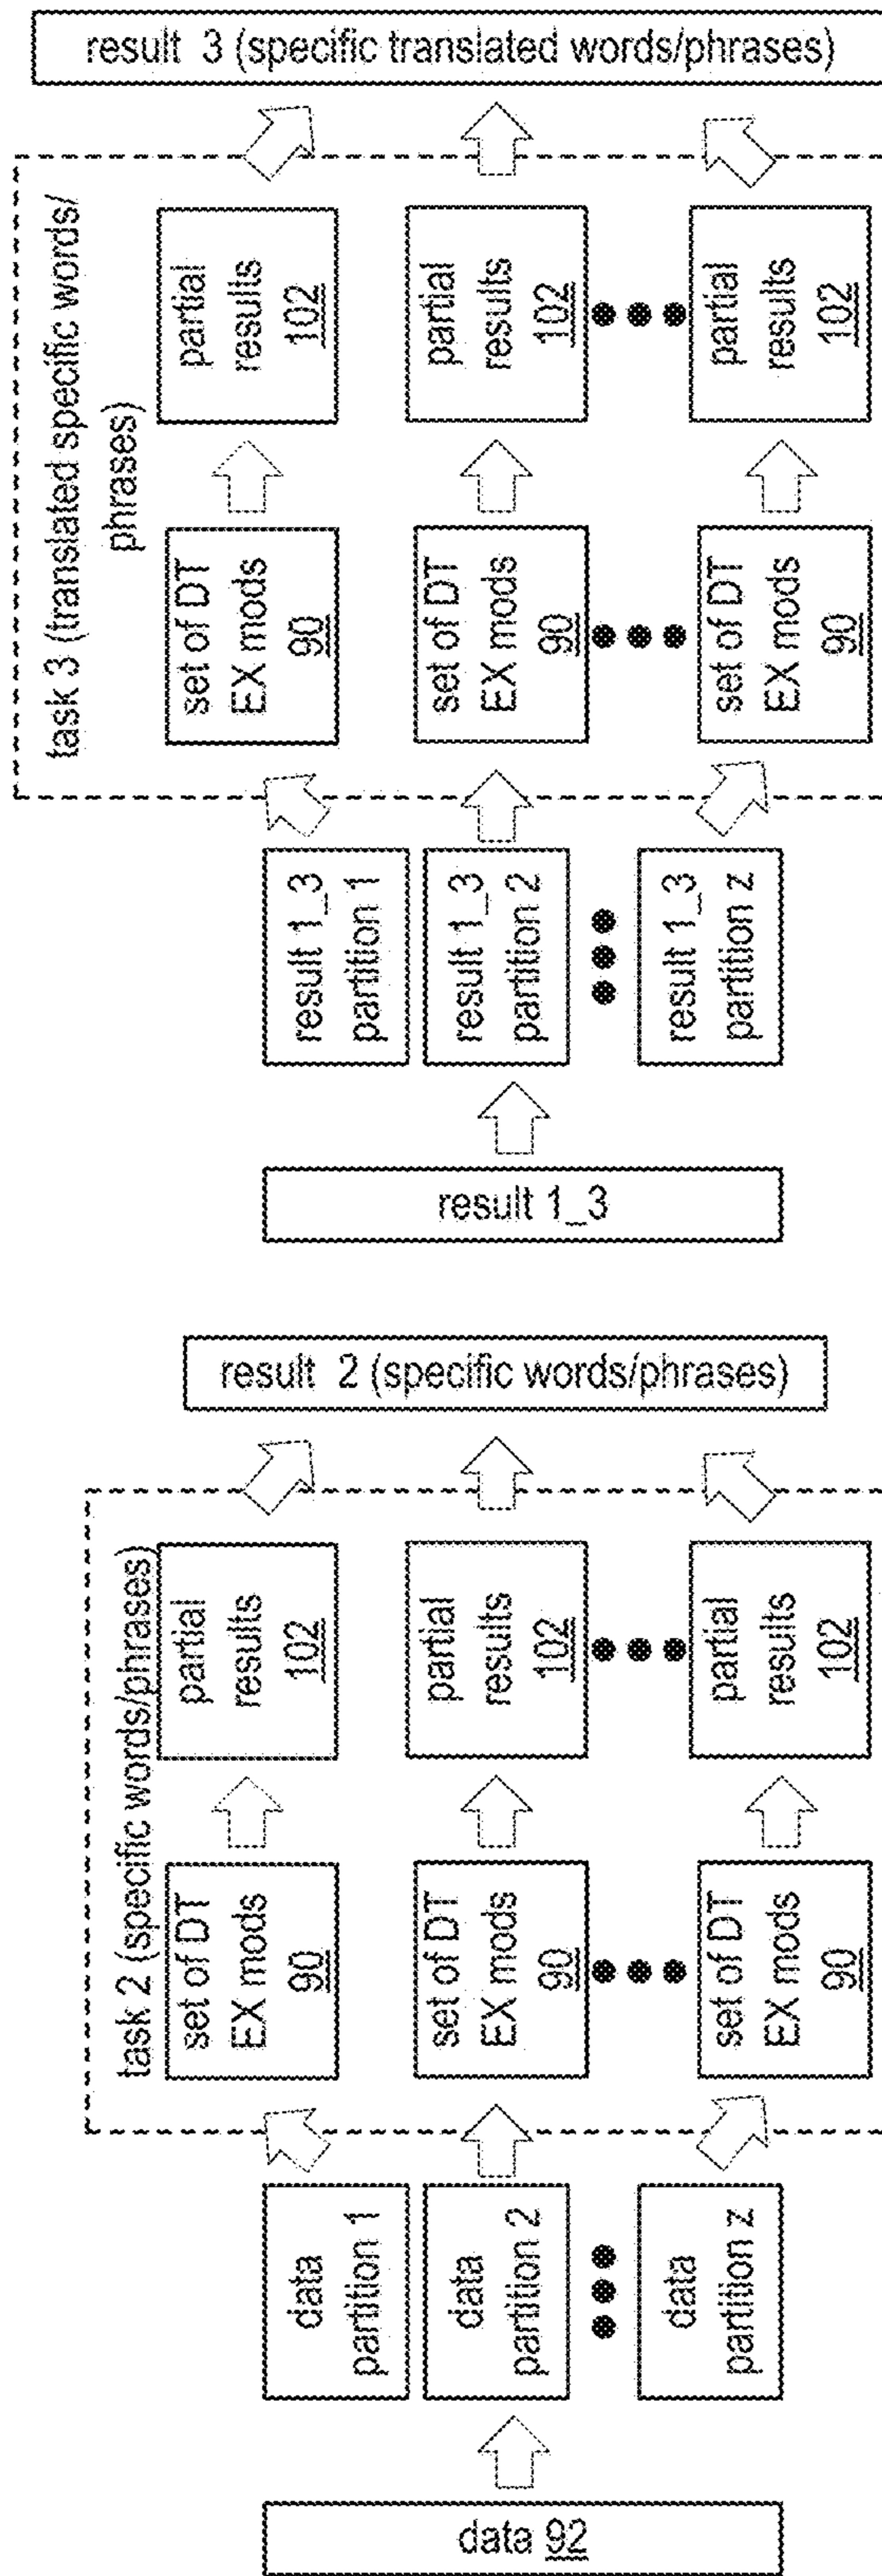 data 92
data
partition 1
data
partition 2
data
partition z
task 2 (specific words/phrases)
set of DT
EX mods
90
set of DT
EX mods
90
set of DT
EX mods
90
partial
results
102
partial
results
102
partial
results
102
result 2 (specific words/phrases)
result 1_3
result 1_3
partition 1
result 1_3
partition 2
result 1_3
partition z
task 3 (translated specific words/
phrases)
set of DT
EX mods
90
set of DT
EX mods
90
set of DT
EX mods
90
partial
results
102
partial
results
102
partial
results
102
result 3 (specific translated words/phrases)